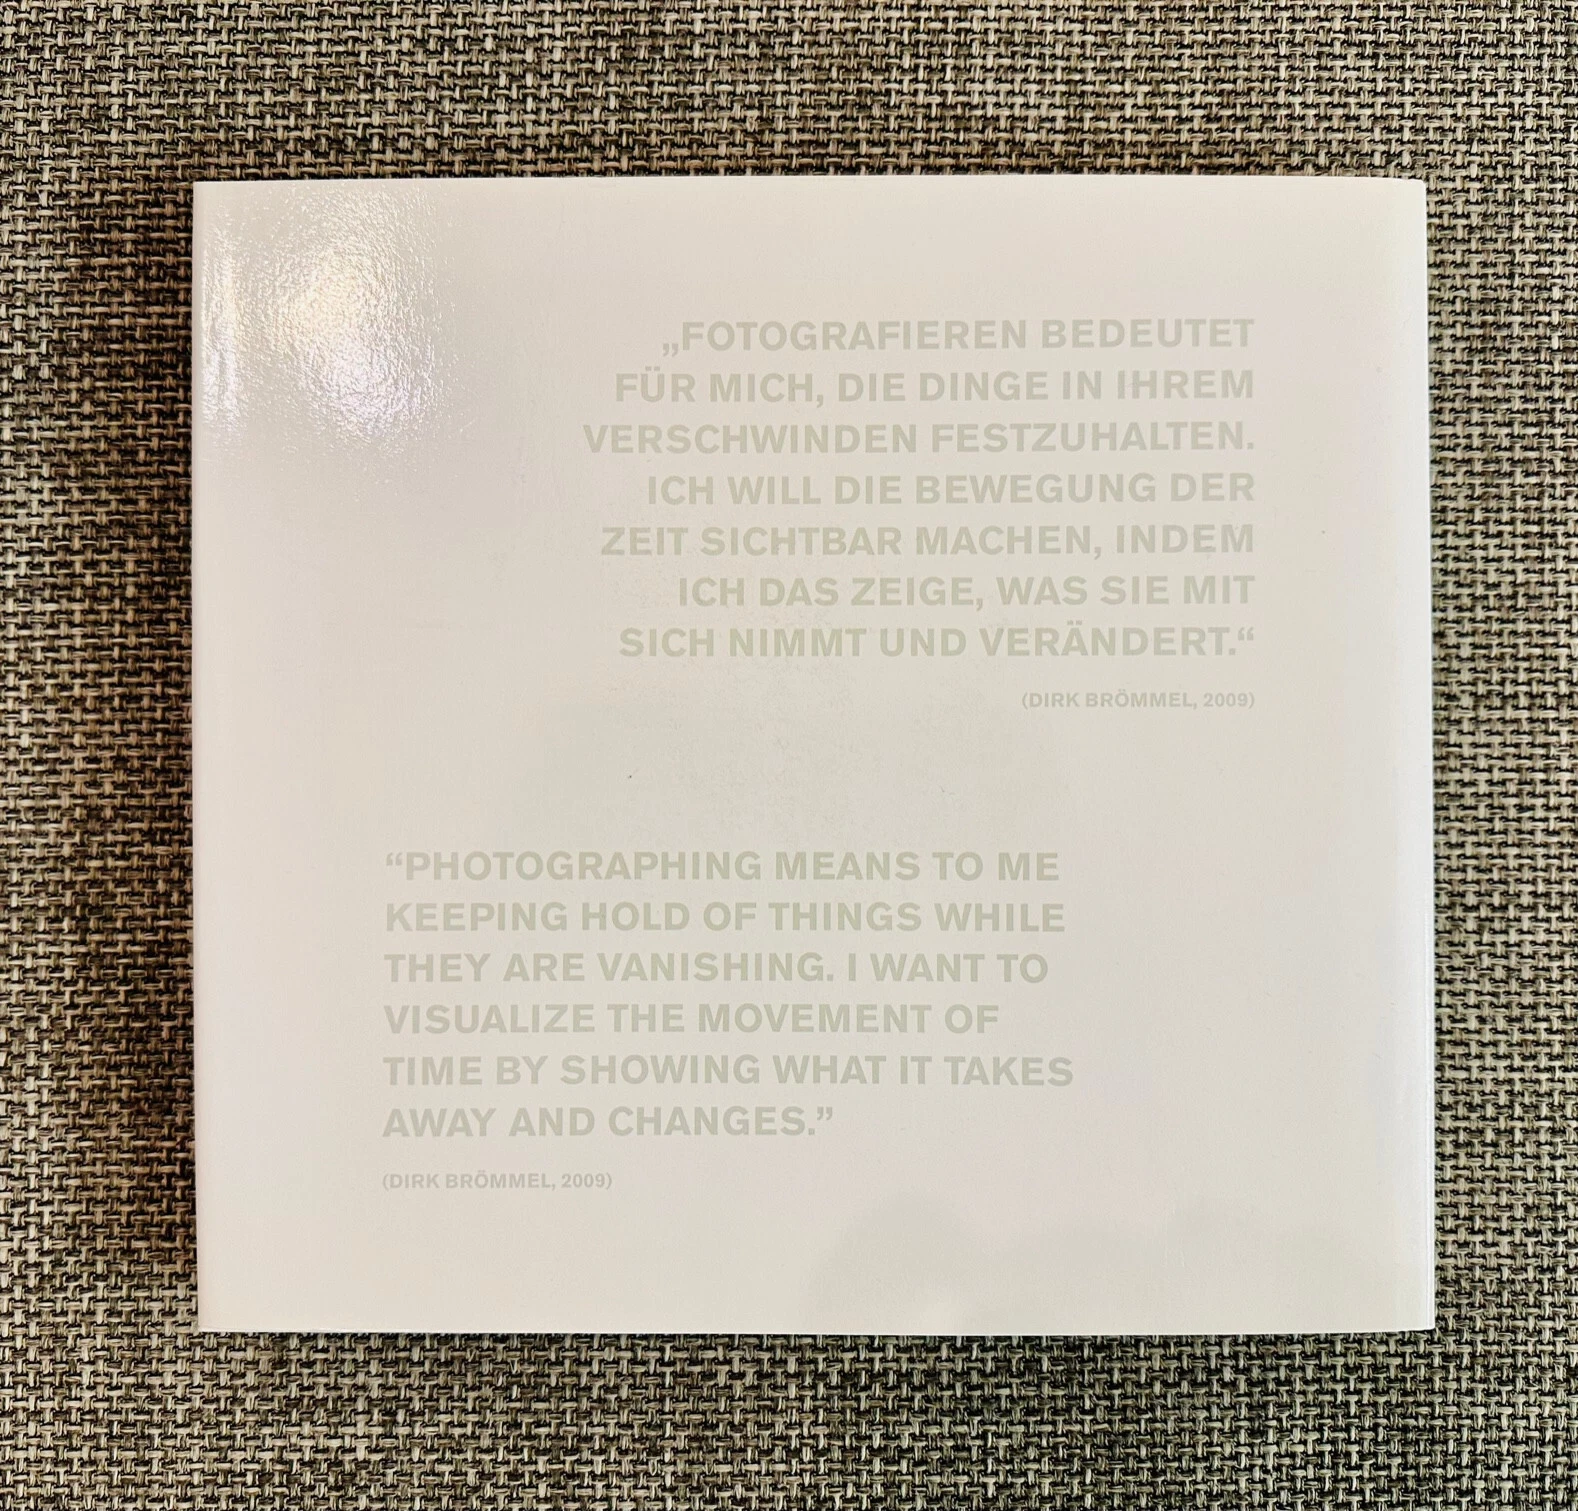 „FOTOGRAFIEREN BEDEUTET
FÜR MICH, DIE DINGE IN IHREM
VERSCHWINDEN FESTZUHALTEN.
ICH WILL DIE BEWEGUNG DER
ZEIT SICHTBAR MACHEN, INDEM
ICH DAS ZEIGE, WAS SIE MIT
SICH NIMMT UND VERÄNDERT.“
(DIRK BRÖMMEL, 2009)
“PHOTOGRAPHING MEANS TO ME
KEEPING HOLD OF THINGS WHILE
THEY ARE VANISHING. I WANT TO
VISUALIZE THE MOVEMENT OF
TIME BY SHOWING WHAT IT TAKES
AWAY AND CHANGES.”
(DIRK BRÖMMEL, 2009)